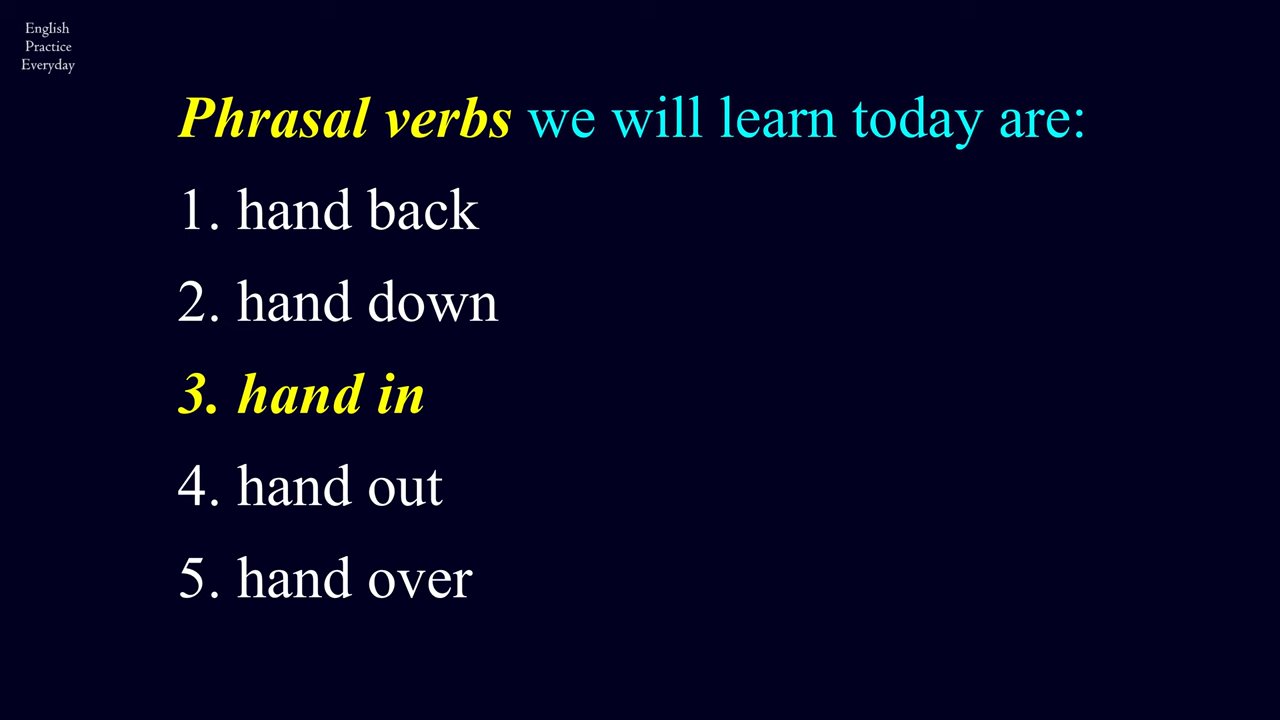 English
Practice
Everyday
Phrasal verbs we will learn today are:
1. hand back
2. hand down
3. hand in
4. hand out
5. hand over